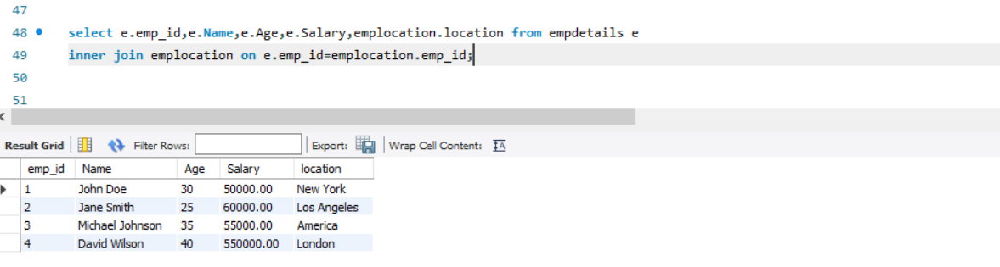 47
48 select e.emp_id,e.Name,e.Age,e.Salary,emplocation.location from empdetails e
49 inner join emplocation on e.emp_id=emplocation.emp_id;
50
51
Result Grid Filter Rows: Export: Wrap Cell Content: IA
emp_id Name Age Salary location
1 John Doe 30 50000.00 New York
2 Jane Smith 25 60000.00 Los Angeles
3 Michael Johnson 35 55000.00 America
4 David Wilson 40 550000.00 London